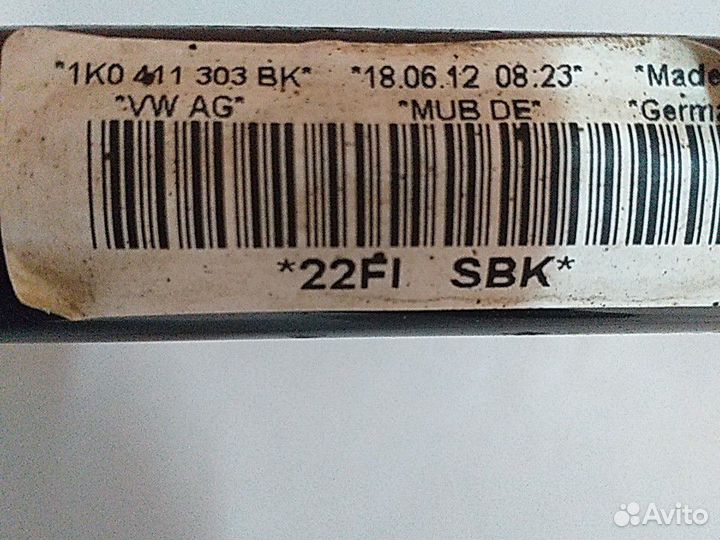 *1K0 411 303 BK* *18.06.12 08:23* *Made
*VW AG* *MUB DE* *Germa
*22FI SBK*
Avito